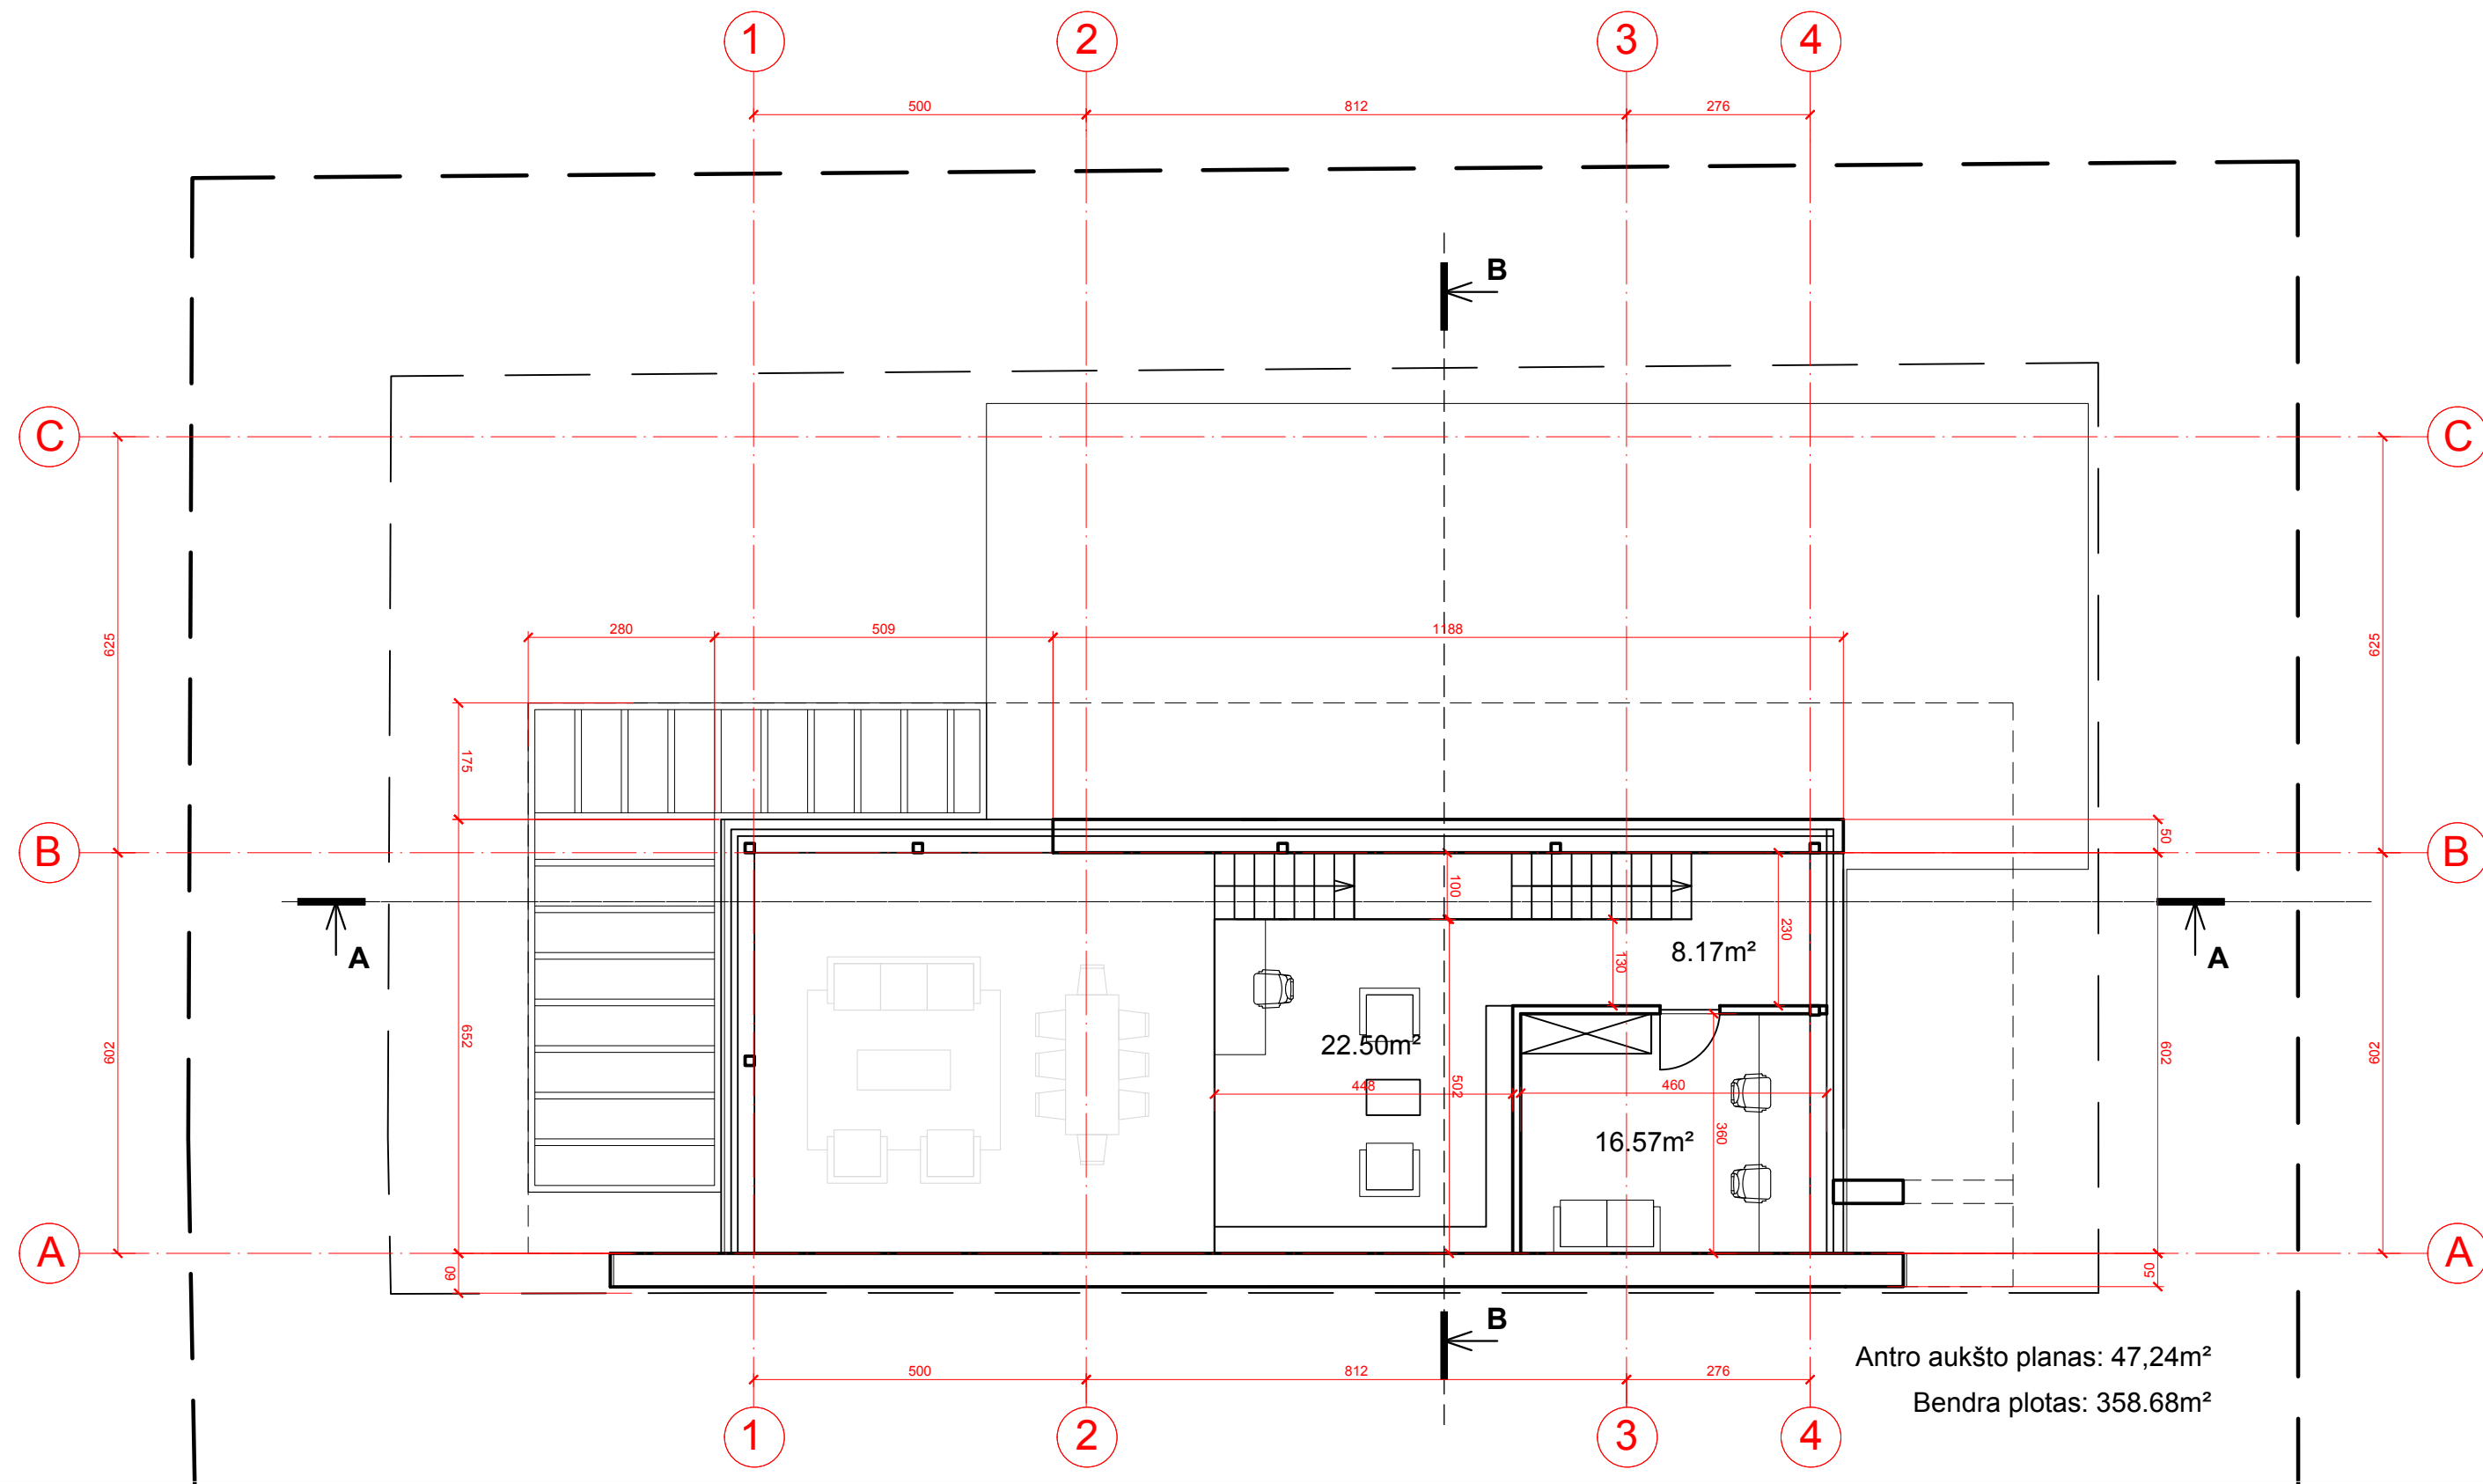 1 2 3 4
500 812 276
B
C C
625 625
280 509 1188
175
B B
50
100
230
A A
130
8.17m²
652
602 602 602
22.50m²
448 502 460
360
16.57m²
A A
60 50
B
Antro aukšto planas: 47,24m²
500 812 276
Bendra plotas: 358.68m²
1 2 3 4